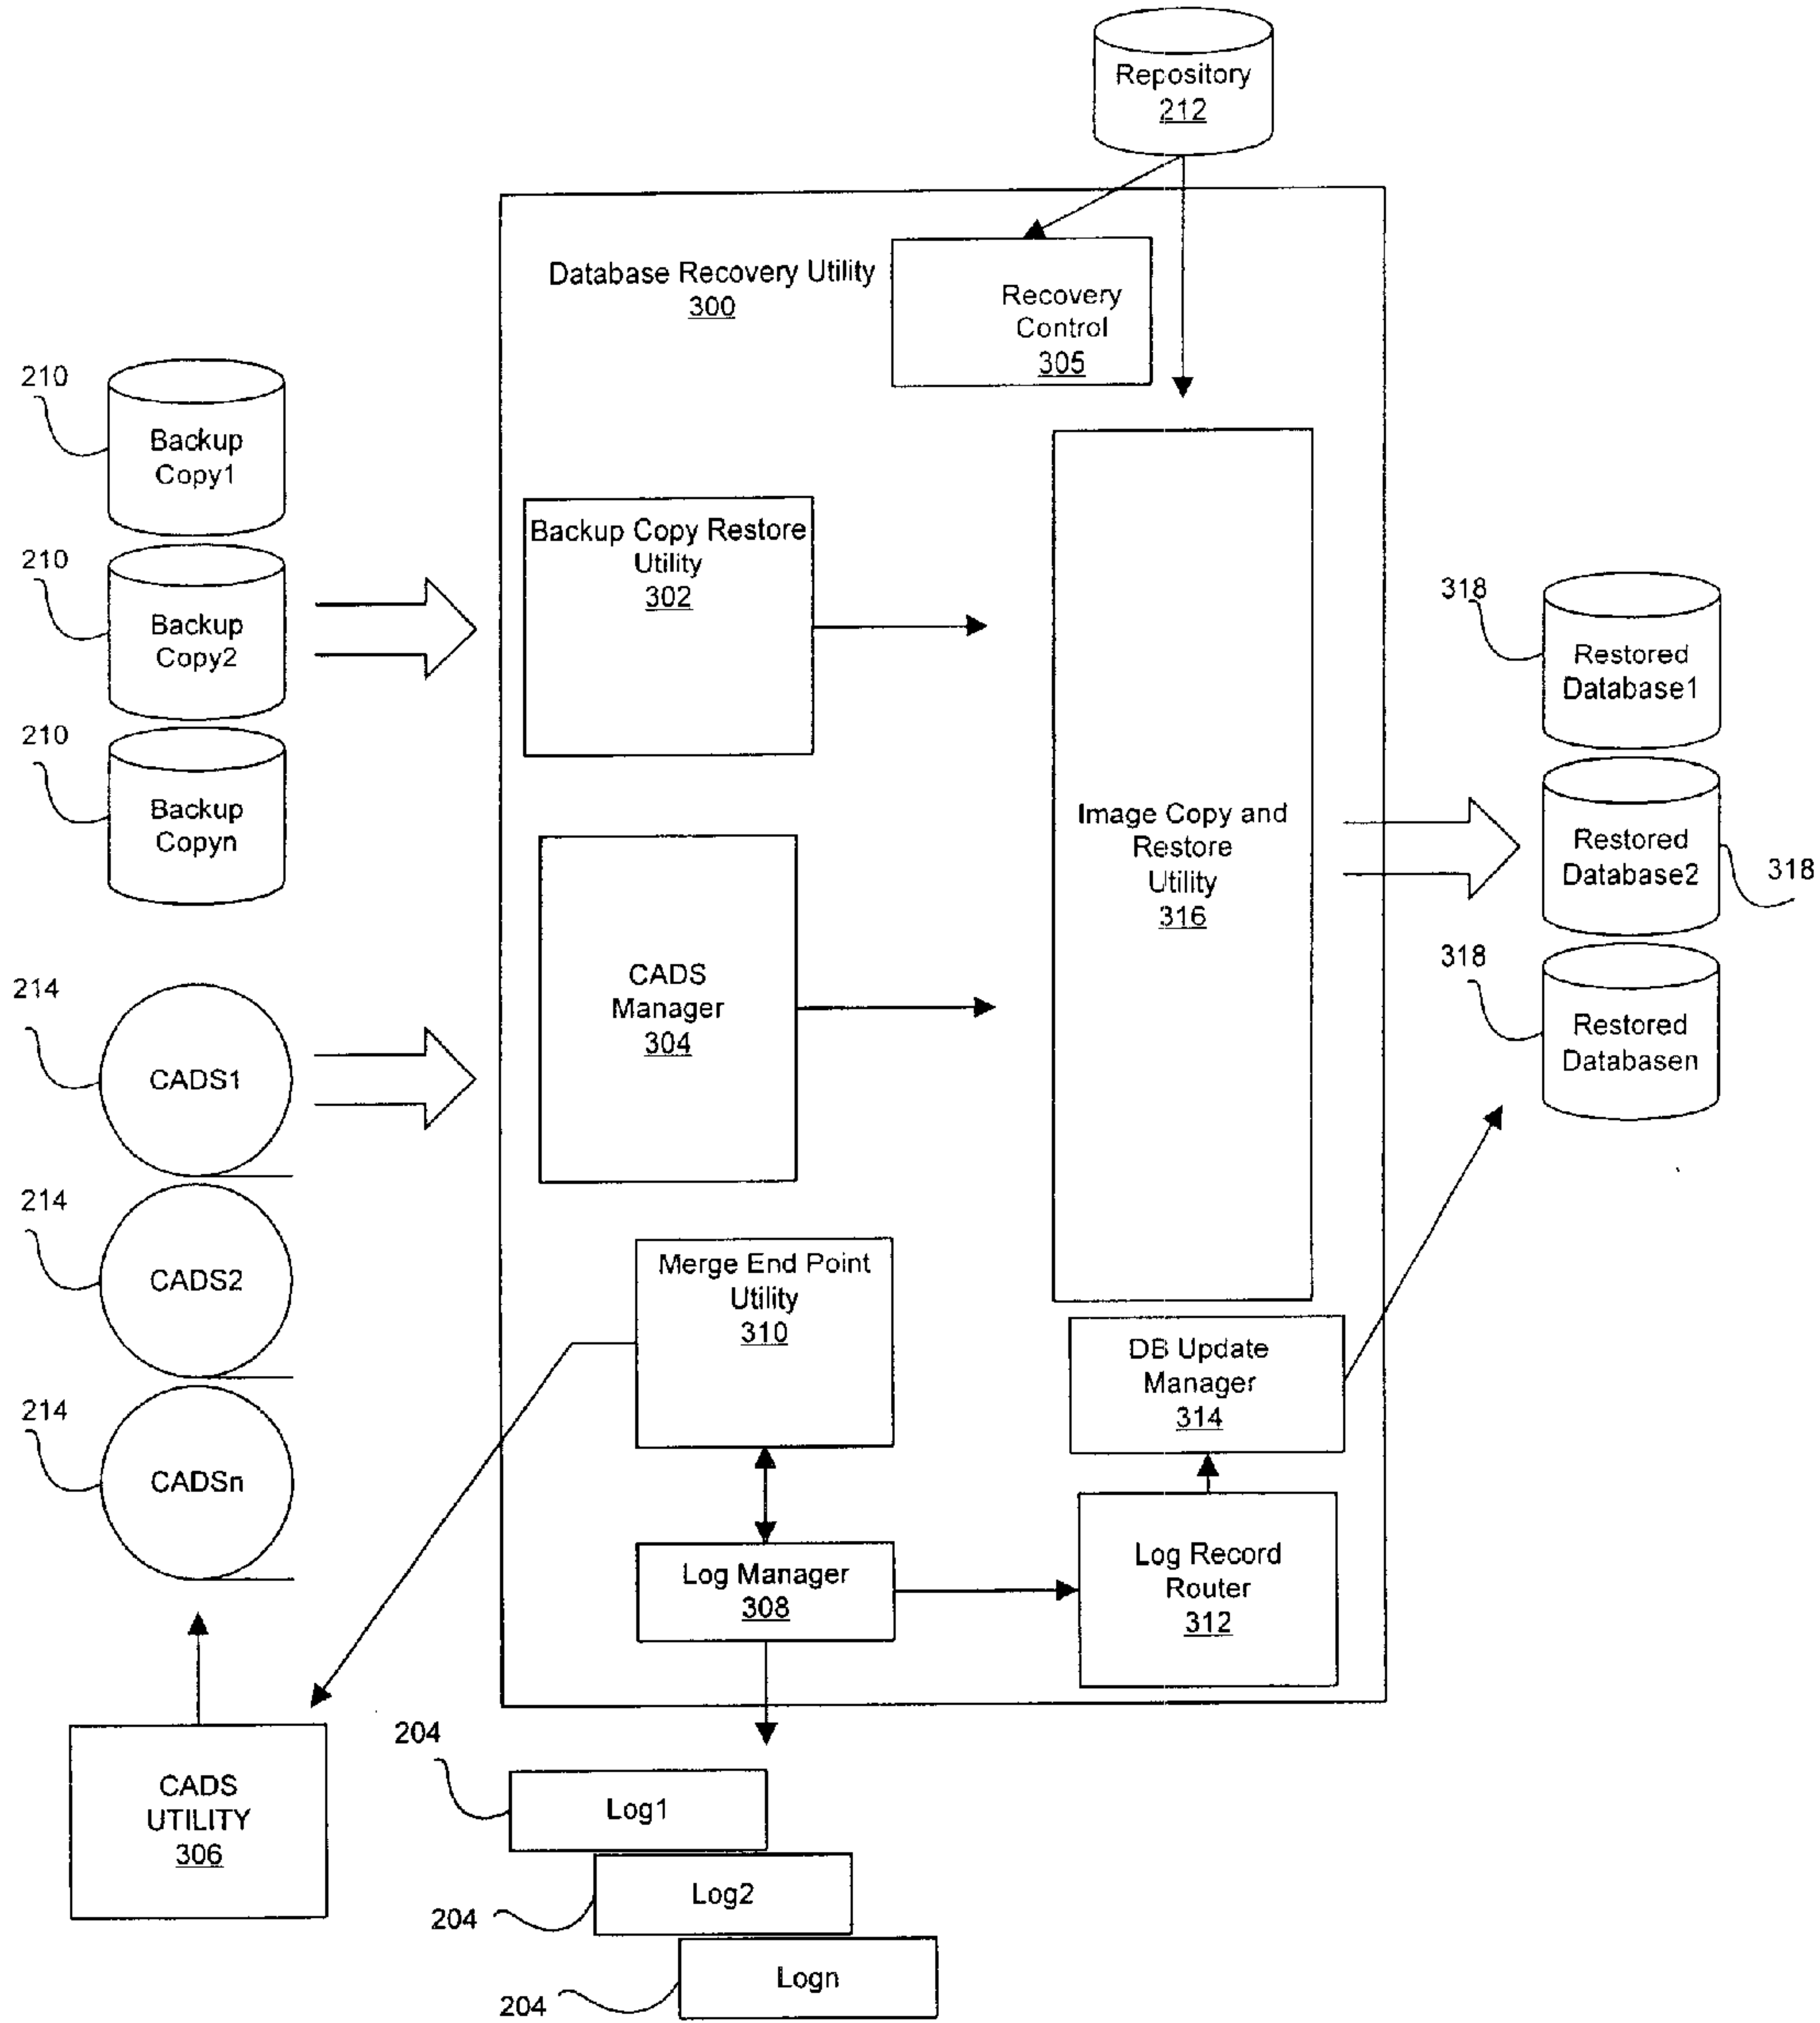 Repository
212
Database Recovery Utility
300
Recovery
Control
305
210
Backup
Copy1
210
Backup
Copy2
210
Backup
Copyn
Backup Copy Restore
Utility
302
318
Restored
Database1
Restored
Database2
318
318
Restored
Databasen
Image Copy and
Restore
Utility
316
CADS
Manager
304
214
CADS1
214
CADS2
214
CADSn
Merge End Point
Utility
310
DB Update
Manager
314
Log Manager
308
Log Record
Router
312
CADS
UTILITY
306
204
Log1
204
Log2
204
Logn